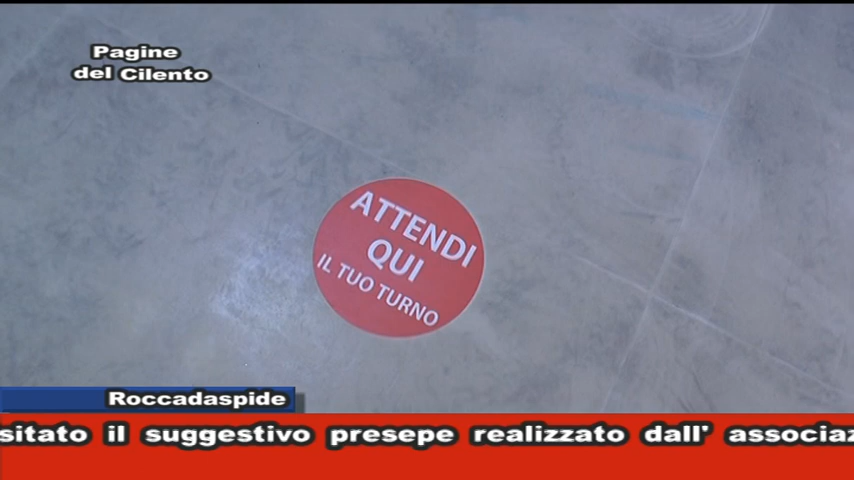 Pagine
del Cilento
ATTENDI
QUI
IL TUO TURNO
Roccadaspide
sitato il suggestivo presepe realizzato dall' associaz